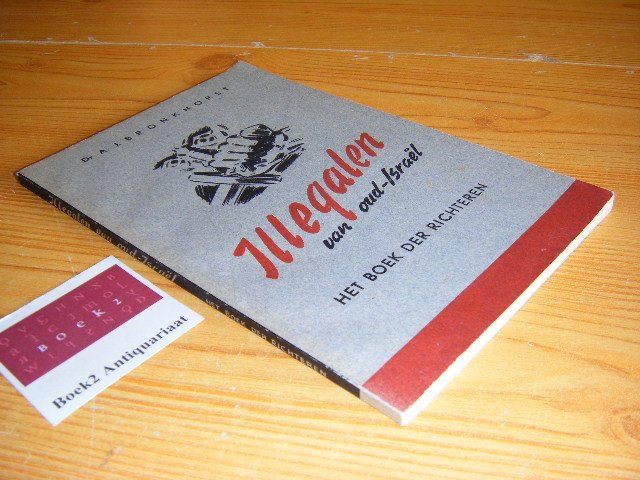 Dr A. J. BRONKHORST
Illegalen
van oud-Israël
HET BOEK DER RICHTEREN
Illegalen van oud-Israël
HET BOEK DER RICHTEREN
BOEK2
Boek2 Antiquariaat